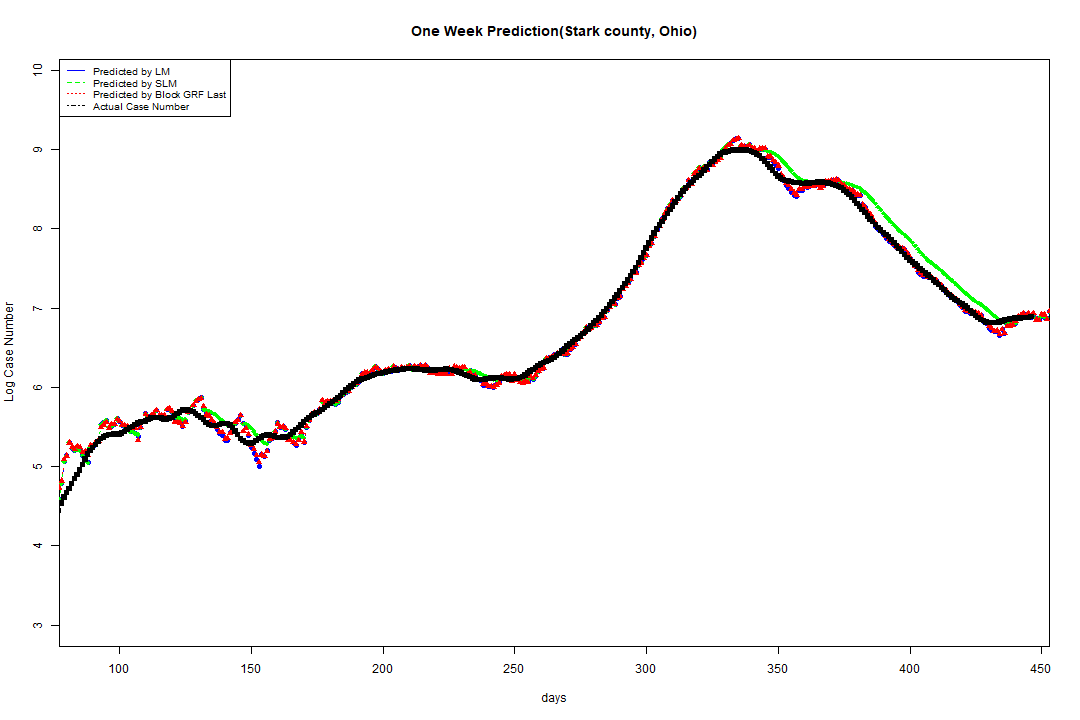 One Week Prediction(Stark county, Ohio)
Predicted by LM
Predicted by SLM
Predicted by Block GRF Last
Actual Case Number
10
9
8
7
6
5
4
3
Log Case Number
100 150 200 250 300 350 400 450
days